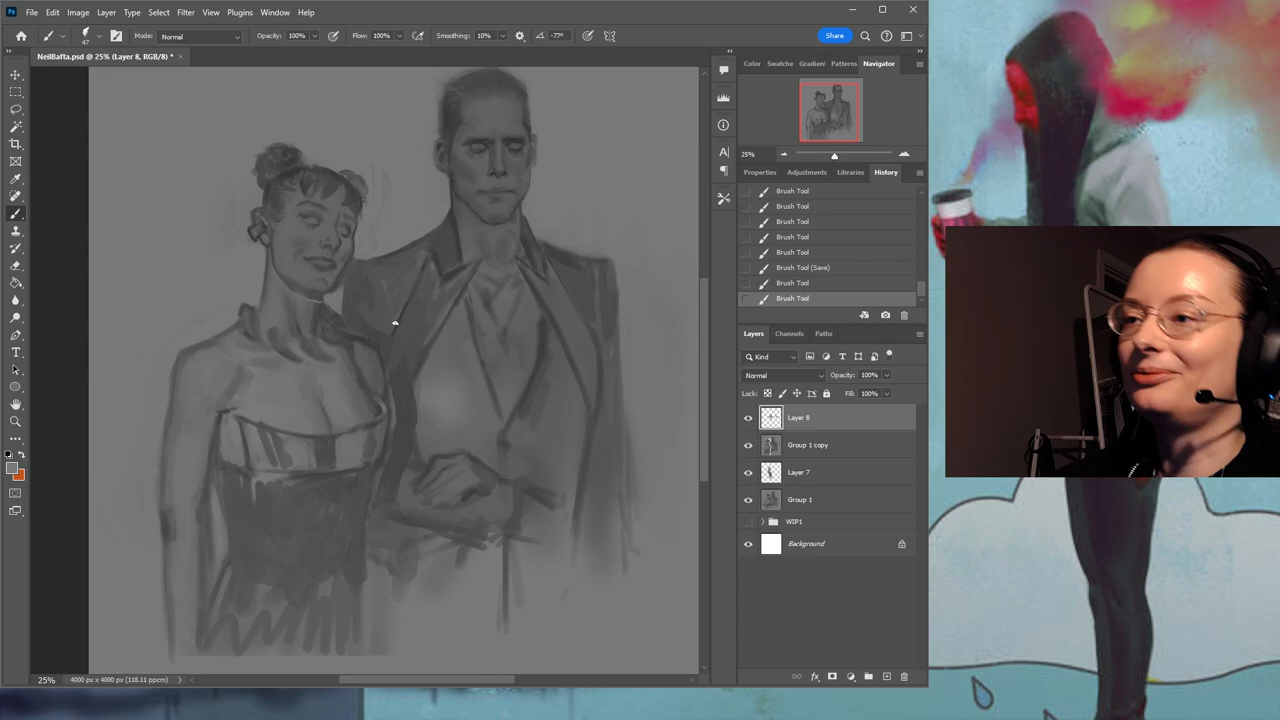 Ps File Edit Image Layer Type Select Filter View Plugins Window Help
47 Mode: Normal Opacity: 100% Flow: 100% Smoothing: 10% -77° Share
NeilBafta.psd @ 25% (Layer 8, RGB/8) *
Color Swatche Gradien Patterns Navigator
25%
Properties Adjustments Libraries History
Brush Tool
Brush Tool
Brush Tool
Brush Tool
Brush Tool
Brush Tool (Save)
Brush Tool
Brush Tool
Layers Channels Paths
Kind
Normal Opacity: 100%
Lock: Fill: 100%
Layer 8
Group 1 copy
Layer 7
Group 1
WIP1
Background
25% 4000 px x 4000 px (118.11 ppcm)